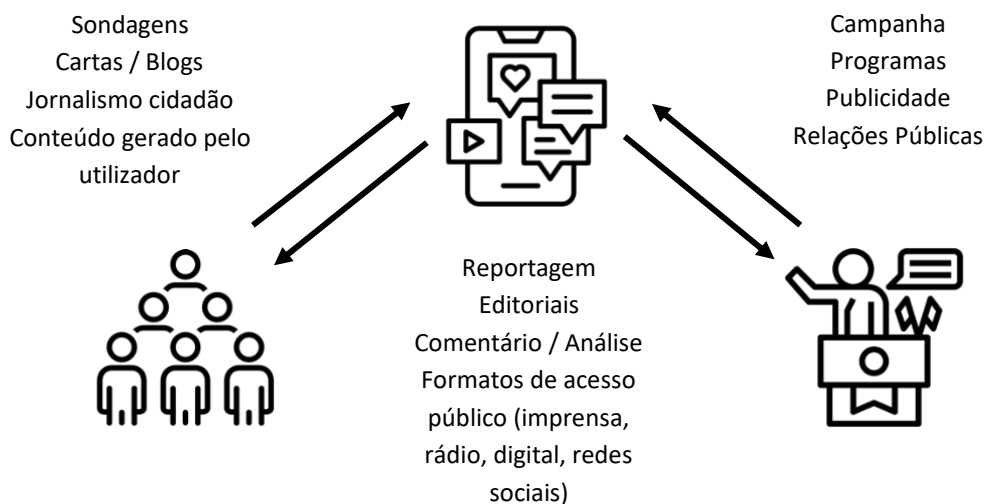 Sondagens
Cartas / Blogs
Jornalismo cidadão
Conteúdo gerado pelo
utilizador
Campanha
Programas
Publicidade
Relações Públicas
Reportagem
Editoriais
Comentário / Análise
Formatos de acesso
público (imprensa,
rádio, digital, redes
sociais)